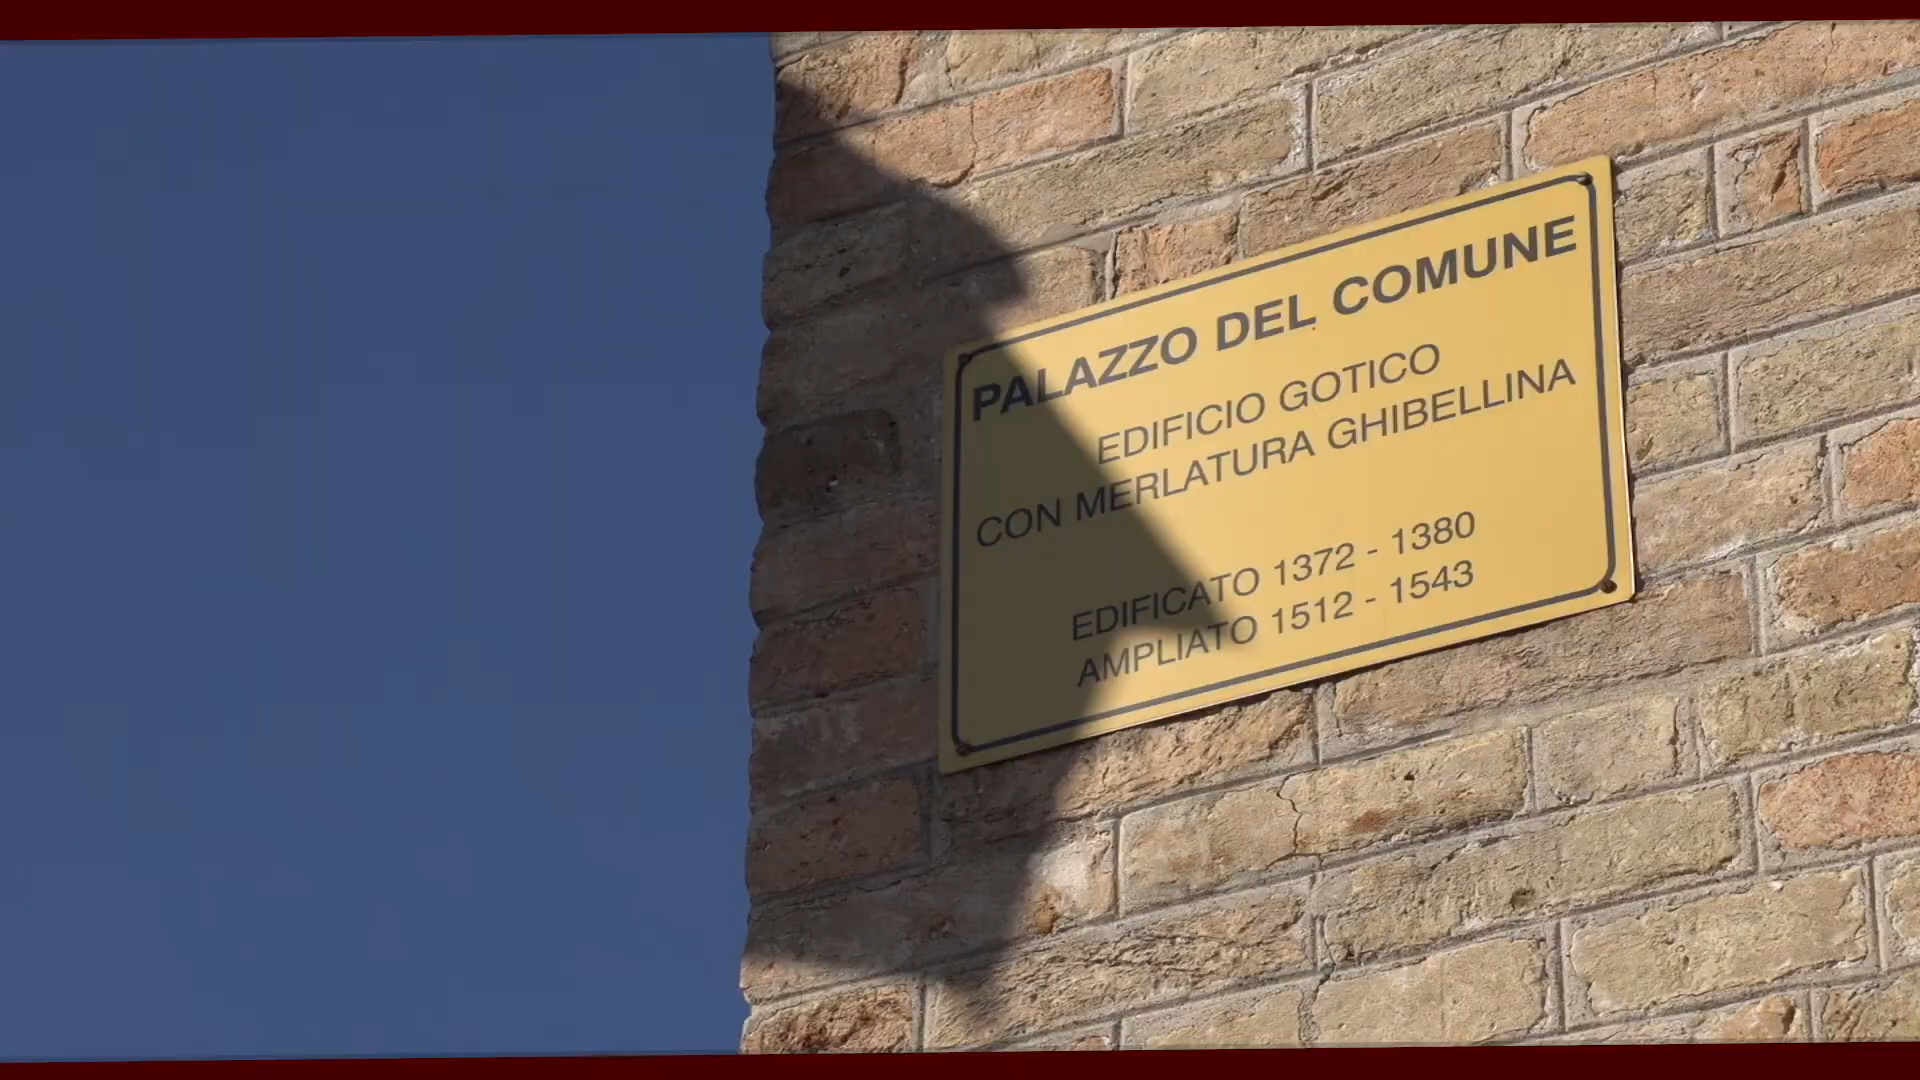 PALAZZO DEL COMUNE
EDIFICIO GOTICO
CON MERLATURA GHIBELLINA
EDIFICATO 1372 - 1380
AMPLIATO 1512 - 1543